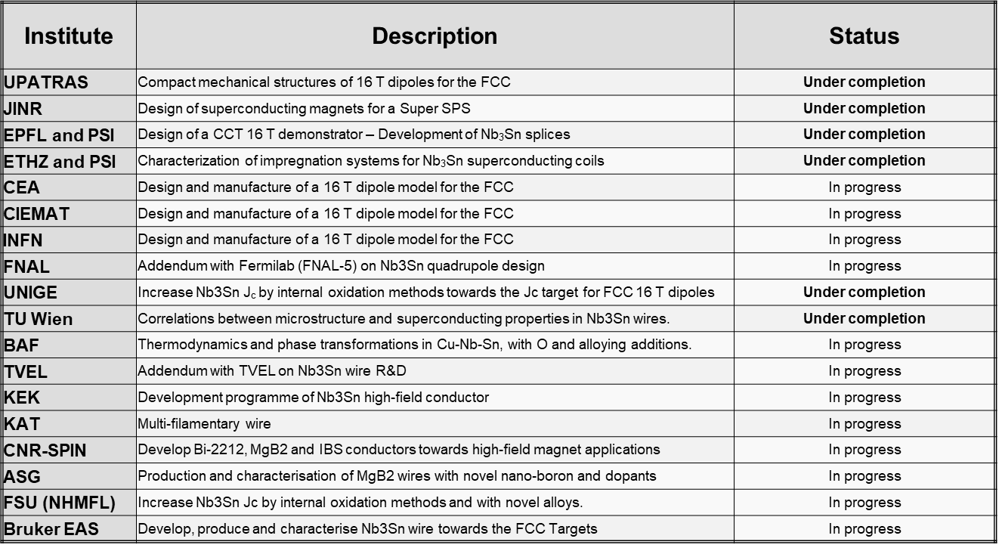 Institute Description Status
UPATRAS Compact mechanical structures of 16 T dipoles for the FCC Under completion
JINR Design of superconducting magnets for a Super SPS Under completion
EPFL and PSI Design of a CCT 16 T demonstrator – Development of Nb₃Sn splices Under completion
ETHZ and PSI Characterization of impregnation systems for Nb₃Sn superconducting coils Under completion
CEA Design and manufacture of a 16 T dipole model for the FCC In progress
CIEMAT Design and manufacture of a 16 T dipole model for the FCC In progress
INFN Design and manufacture of a 16 T dipole model for the FCC In progress
FNAL Addendum with Fermilab (FNAL-5) on Nb3Sn quadrupole design In progress
UNIGE Increase Nb3Sn Jc by internal oxidation methods towards the Jc target for FCC 16 T dipoles Under completion
TU Wien Correlations between microstructure and superconducting properties in Nb3Sn wires. Under completion
BAF Thermodynamics and phase transformations in Cu-Nb-Sn, with O and alloying additions. In progress
TVEL Addendum with TVEL on Nb3Sn wire R&D In progress
KEK Development programme of Nb3Sn high-field conductor In progress
KAT Multi-filamentary wire In progress
CNR-SPIN Develop Bi-2212, MgB2 and IBS conductors towards high-field magnet applications In progress
ASG Production and characterisation of MgB2 wires with novel nano-boron and dopants In progress
FSU (NHMFL) Increase Nb3Sn Jc by internal oxidation methods and with novel alloys. In progress
Bruker EAS Develop, produce and characterise Nb3Sn wire towards the FCC Targets In progress